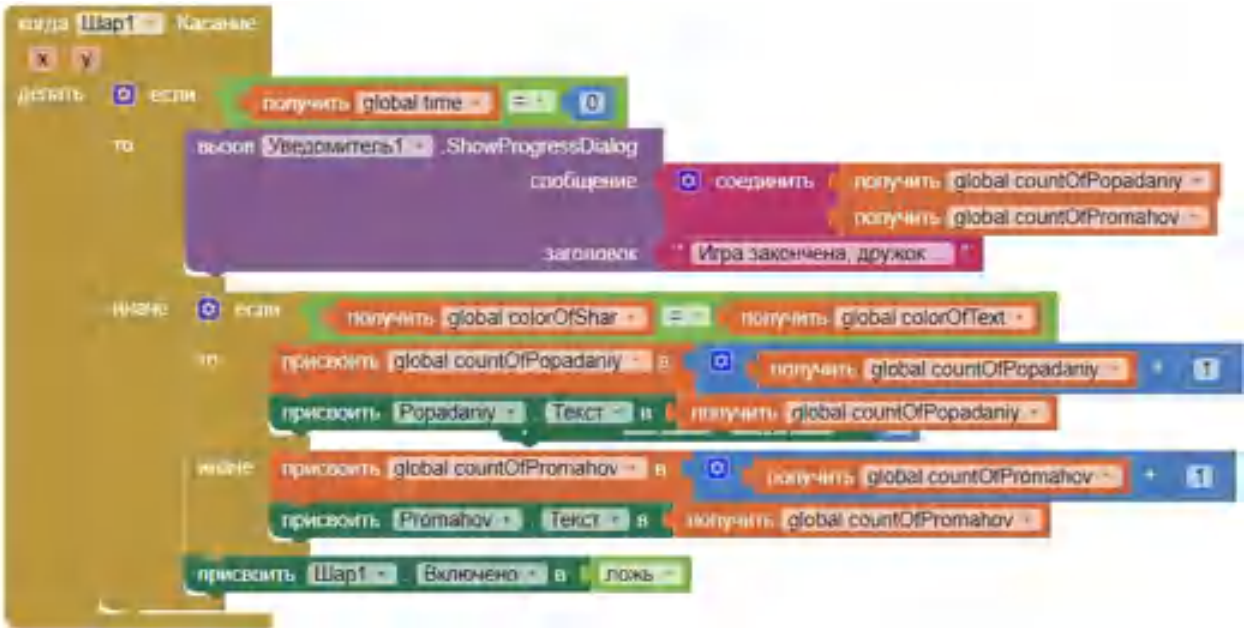 когда Шар1 Касание
x y
делать если получить global time = 0
то вызов Уведомитель1 .ShowProgressDialog
сообщение соединить получить global countOfPopadaniy
получить global countOfPromahov
заголовок " Игра закончена, дружок ... "
иначе если получить global colorOfShar = получить global colorOfText
то присвоить global countOfPopadaniy в получить global countOfPopadaniy + 1
присвоить Popadaniy . Текст в получить global countOfPopadaniy
иначе присвоить global countOfPromahov в получить global countOfPromahov + 1
присвоить Promahov . Текст в получить global countOfPromahov
присвоить Шар1 . Включено в ложь